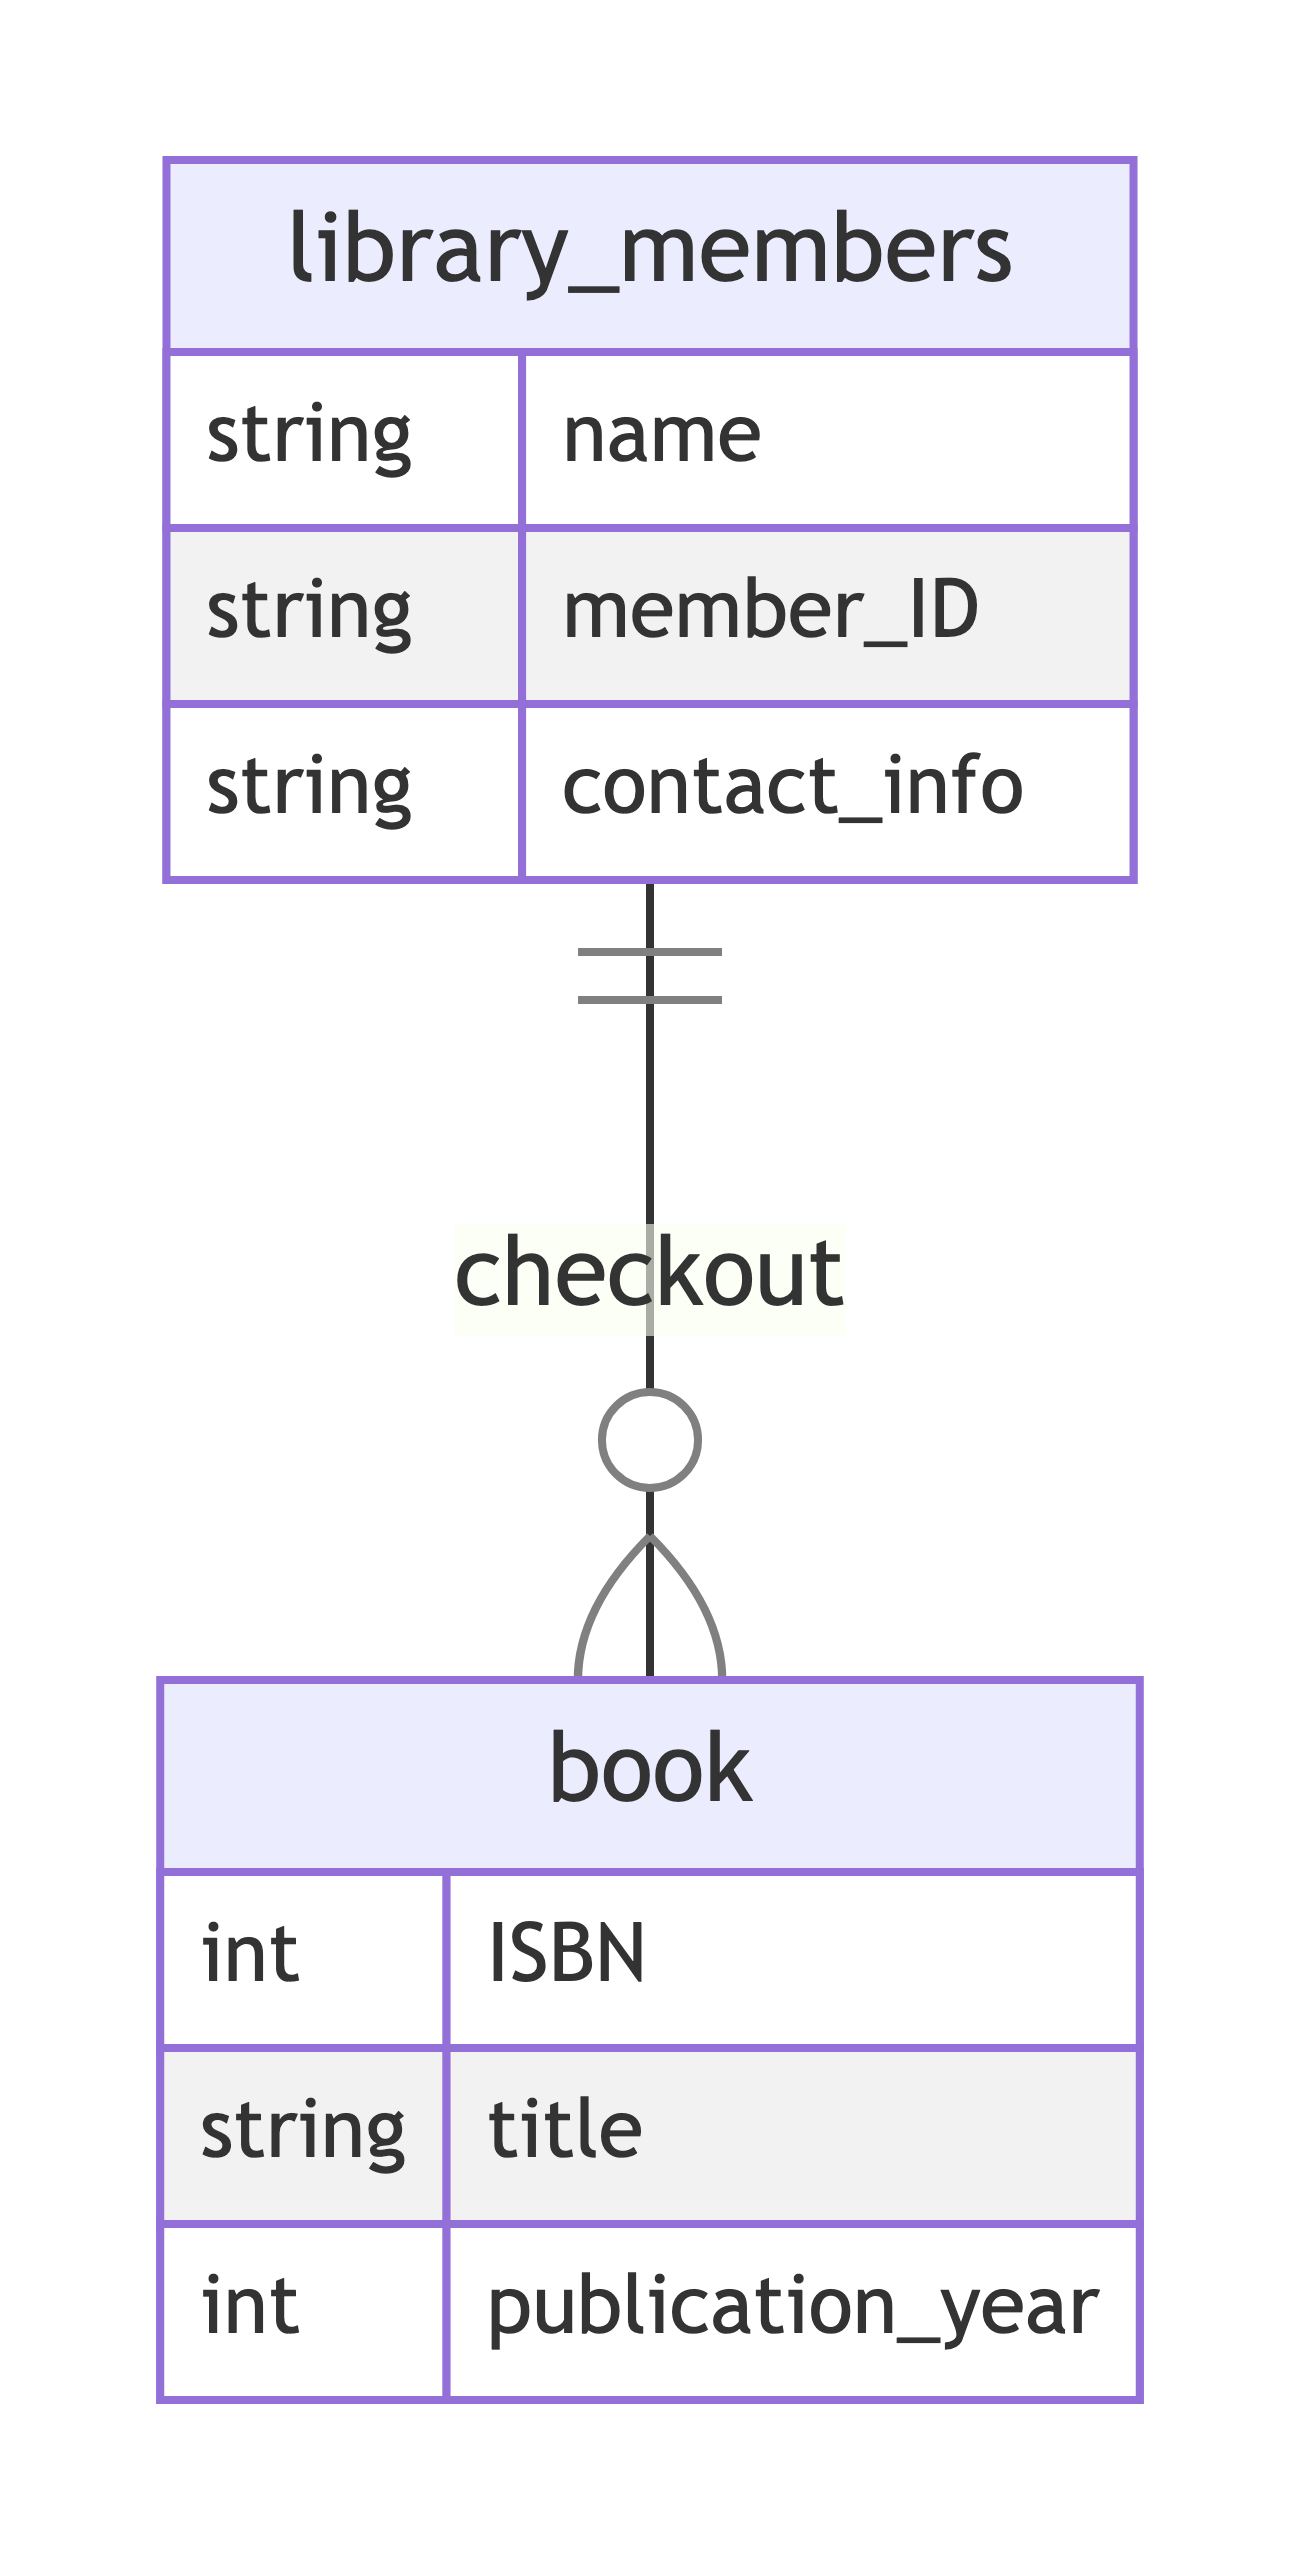 library_members
string name
string member_ID
string contact_info
checkout
book
int ISBN
string title
int publication_year